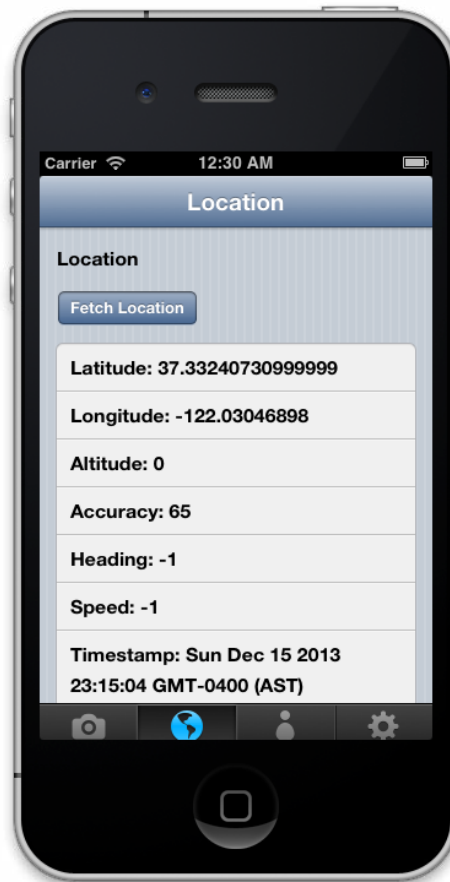 Carrier 12:30 AM
Location
Location
Fetch Location
Latitude: 37.33240730999999
Longitude: -122.03046898
Altitude: 0
Accuracy: 65
Heading: -1
Speed: -1
Timestamp: Sun Dec 15 2013
23:15:04 GMT-0400 (AST)